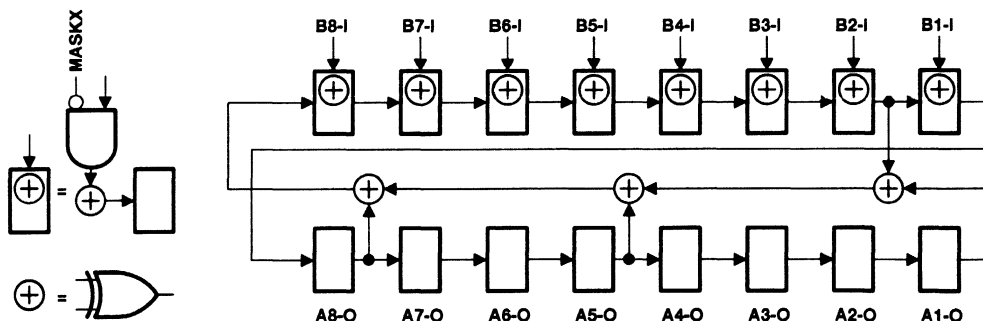 MASKX
=
=
B8-I B7-I B6-I B5-I B4-I B3-I B2-I B1-I
A8-O A7-O A6-O A5-O A4-O A3-O A2-O A1-O